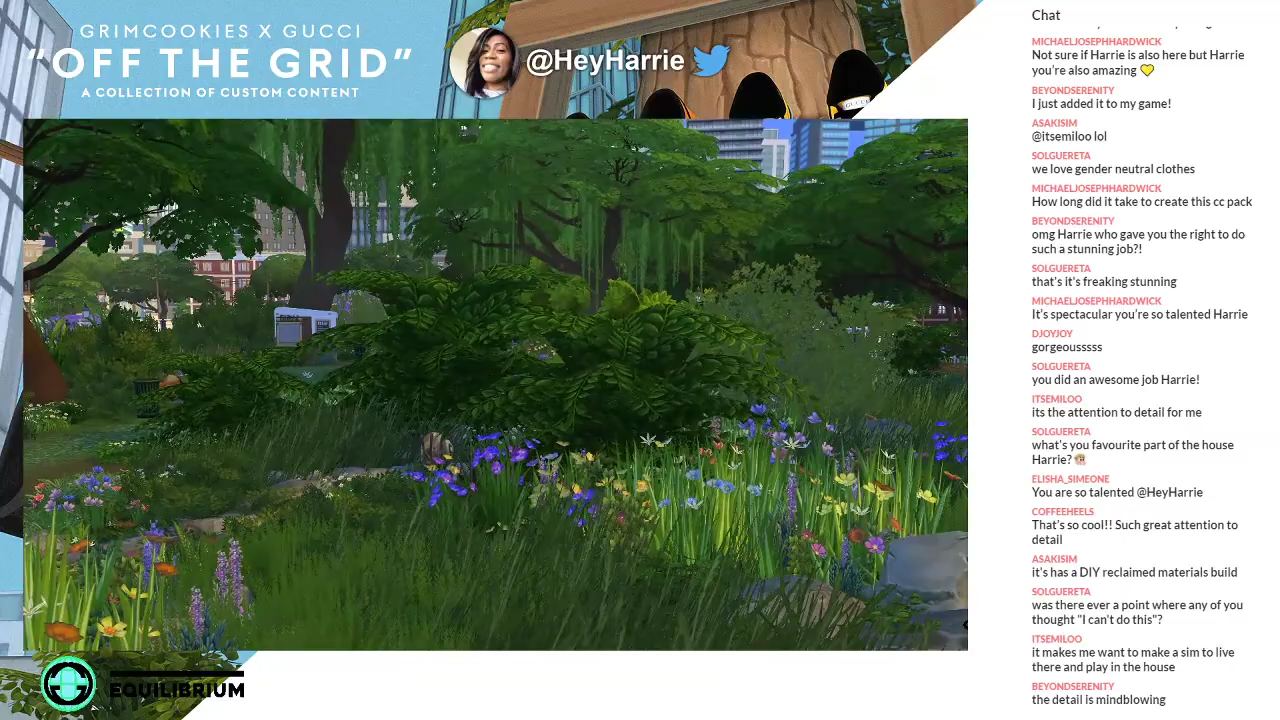 GRIMCOOKIES X GUCCI
"OFF THE GRID"
A COLLECTION OF CUSTOM CONTENT
@HeyHarrie
GUCCI
EQUILIBRIUM
Chat
MICHAELJOSEPHHARDWICK
Not sure if Harrie is also here but Harrie
you're also amazing 💛
BEYONDSERENITY
I just added it to my game!
ASAKISIM
@itsemiloo lol
SOLGUERETA
we love gender neutral clothes
MICHAELJOSEPHHARDWICK
How long did it take to create this cc pack
BEYONDSERENITY
omg Harrie who gave you the right to do
such a stunning job?!
SOLGUERETA
that's it's freaking stunning
MICHAELJOSEPHHARDWICK
It's spectacular you're so talented Harrie
DJOYJOY
gorgeousssss
SOLGUERETA
you did an awesome job Harrie!
ITSEMILOO
its the attention to detail for me
SOLGUERETA
what's you favourite part of the house
Harrie?
ELISHA_SIMEONE
You are so talented @HeyHarrie
COFFEEHEELS
That's so cool!! Such great attention to
detail
ASAKISIM
it's has a DIY reclaimed materials build
SOLGUERETA
was there ever a point where any of you
thought "I can't do this"?
ITSEMILOO
it makes me want to make a sim to live
there and play in the house
BEYONDSERENITY
the detail is mindblowing